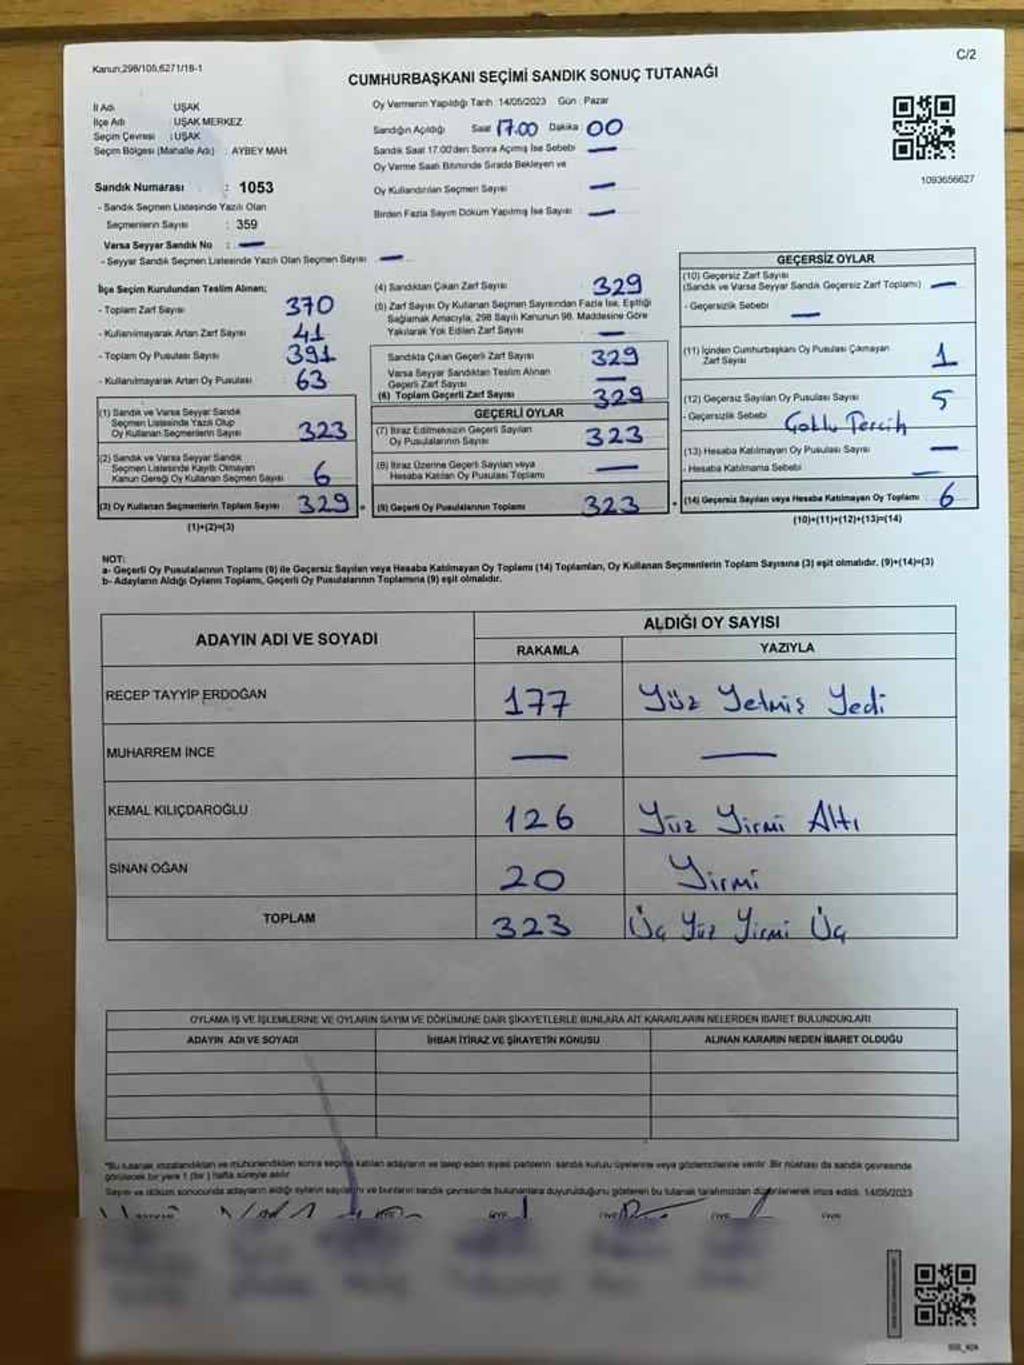 Kanun,298/105,6271/18-1
C/2
CUMHURBAŞKANI SEÇİMİ SANDIK SONUÇ TUTANAĞI
İl Adı UŞAK
İlçe Adı UŞAK MERKEZ
Seçim Çevresi : UŞAK
Seçim Bölgesi (Mahalle Adı) : AYBEY MAH
Sandık Numarası : 1053
- Sandık Seçmen Listesinde Yazılı Olan
Seçmenlerin Sayısı : 359
Varsa Seyyar Sandık No : —
- Seyyar Sandık Seçmen Listesinde Yazılı Olan Seçmen Sayısı —
Oy Vermenin Yapıldığı Tarih 14/05/2023 Gün : Pazar
Sandığın Açıldığı Saat 17.00 Dakika 00
Sandık Saat 17.00'den Sonra Açımış İse Sebebi —
Oy Verme Saati Bitiminde Sırada Bekleyen ve
Oy Kullandırılan Seçmen Sayısı —
Birden Fazla Sayım Döküm Yapılmış İse Sayısı —
1093656627
İlçe Seçim Kurulundan Teslim Alınan;
- Toplam Zarf Sayısı 370
- Kullanılmayarak Artan Zarf Sayısı 41
- Toplam Oy Pusulası Sayısı 391
- Kullanılmayarak Artan Oy Pusulası 63
(1) Sandık ve Varsa Seyyar Sandık
Seçmen Listesinde Yazılı Olup
Oy Kullanan Seçmenlerin Sayısı 323
(2) Sandık ve Varsa Seyyar Sandık
Seçmen Listesinde Kayıtlı Olmayan
Kanun Gereği Oy Kullanan Seçmen Sayısı 6
(3) Oy Kullanan Seçmenlerin Toplam Sayısı 329
(1)+(2)=(3)
(4) Sandıktan Çıkan Zarf Sayısı 329
(5) Zarf Sayısı Oy Kullanan Seçmen Sayısından Fazla İse, Eşitliği
Sağlamak Amacıyla, 298 Sayılı Kanunun 98. Maddesine Göre
Yakılarak Yok Edilen Zarf Sayısı —
Sandıkta Çıkan Geçerli Zarf Sayısı 329
Varsa Seyyar Sandıktan Teslim Alınan
Geçerli Zarf Sayısı —
(6) Toplam Geçerli Zarf Sayısı 329
GEÇERLİ OYLAR
(7) İtiraz Edilmeksizin Geçerli Sayılan
Oy Pusulalarının Sayısı 323
(8) İtiraz Üzerine Geçerli Sayılan veya
Hesaba Katılan Oy Pusulası Toplamı —
(9) Geçerli Oy Pusulalarının Toplamı 323
GEÇERSİZ OYLAR
(10) Geçersiz Zarf Sayısı
(Sandık ve Varsa Seyyar Sandık Geçersiz Zarf Toplamı) —
- Geçersizlik Sebebi —
(11) İçinden Cumhurbaşkanı Oy Pusulası Çıkmayan
Zarf Sayısı 1
(12) Geçersiz Sayılan Oy Pusulası Sayısı 5
- Geçersizlik Sebebi Çoklu Tercih
(13) Hesaba Katılmayan Oy Pusulası Sayısı —
- Hesaba Katılmama Sebebi —
(14) Geçersiz Sayılan veya Hesaba Katılmayan Oy Toplamı 6
(10)+(11)+(12)+(13)=(14)
NOT:
a- Geçerli Oy Pusulalarının Toplamı (9) ile Geçersiz Sayılan veya Hesaba Katılmayan Oy Toplamı (14) Toplamları, Oy Kullanan Seçmenlerin Toplam Sayısına (3) eşit olmalıdır. (9)+(14)=(3)
b- Adayların Aldığı Oyların Toplamı, Geçerli Oy Pusulalarının Toplamına (9) eşit olmalıdır.
ADAYIN ADI VE SOYADI
ALDIĞI OY SAYISI
RAKAMLA YAZIYLA
RECEP TAYYİP ERDOĞAN 177 Yüz Yetmiş Yedi
MUHARREM İNCE — —
KEMAL KILIÇDAROĞLU 126 Yüz Yirmi Altı
SİNAN OĞAN 20 Yirmi
TOPLAM 323 Üç Yüz Yirmi Üç
OYLAMA İŞ VE İŞLEMLERİNE VE OYLARIN SAYIM VE DÖKÜMÜNE DAİR ŞİKAYETLERLE BUNLARA AİT KARARLARIN NELERDEN İBARET BULUNDUKLARI
ADAYIN ADI VE SOYADI İHBAR İTİRAZ VE ŞİKAYETİN KONUSU ALINAN KARARIN NEDEN İBARET OLDUĞU
*Bu tutanak imzalandıktan ve mühürlendikten sonra seçime katılan adayların ve talep eden siyasi partilerin sandık kurulu üyelerine veya gözlemcilerine verilir. Bir nüshası da sandık çevresinde
görülecek bir yere 1 (bir) hafta süreyle asılır.
Sayım ve döküm sonucunda adayların aldığı oyların sayılarını ve bunların sandık çevresinde bulunanlara duyurulduğunu gösteren bu tutanak tarafımızdan düzenlenerek imza edildi. 14/05/2023